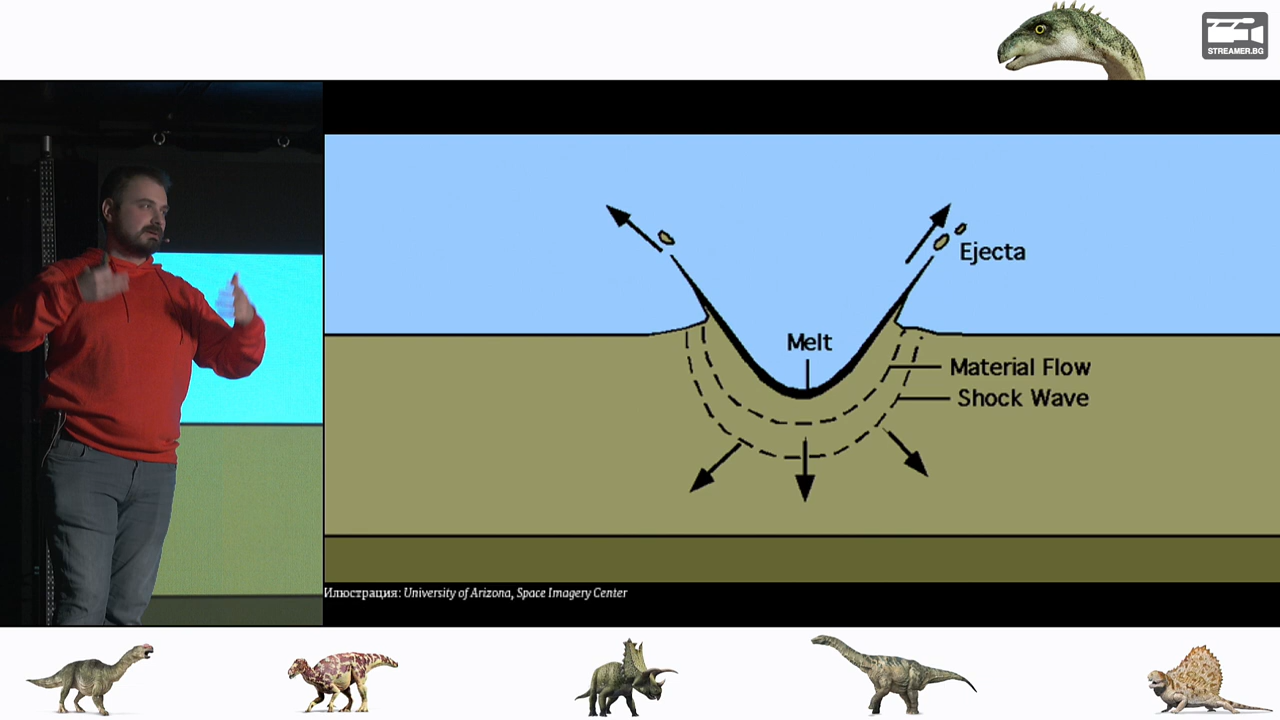 STREAMER.BG
Ejecta
Melt
Material Flow
Shock Wave
Илюстрация: University of Arizona, Space Imagery Center